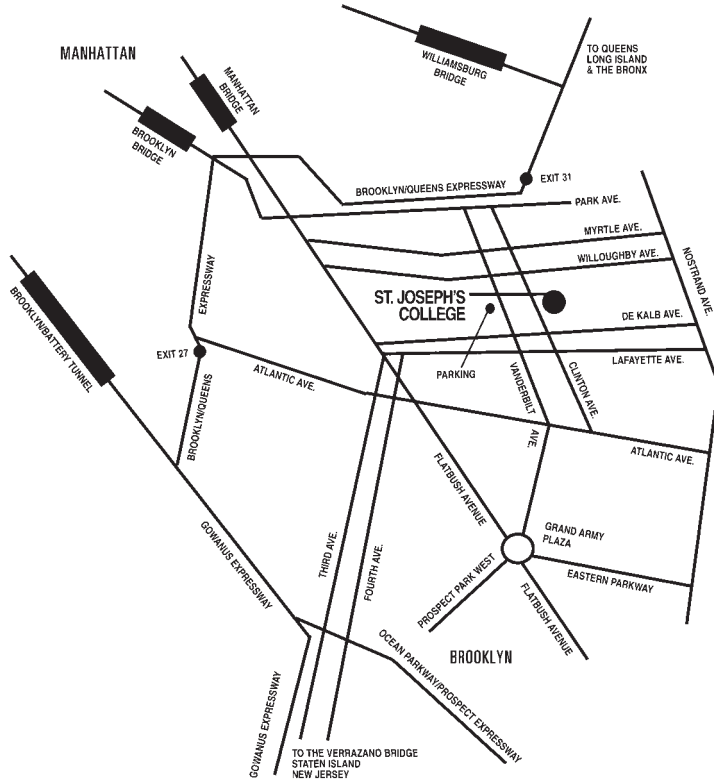 MANHATTAN
MANHATTAN
BRIDGE
WILLIAMSBURG
BRIDGE
TO QUEENS
LONG ISLAND
& THE BRONX
BROOKLYN
BRIDGE
BROOKLYN/QUEENS EXPRESSWAY
EXIT 31
PARK AVE.
MYRTLE AVE.
WILLOUGHBY AVE.
NOSTRAND AVE.
BROOKLYN/BATTERY TUNNEL
EXPRESSWAY
ST. JOSEPH'S
COLLEGE
DE KALB AVE.
EXIT 27
LAFAYETTE AVE.
PARKING
ATLANTIC AVE.
VANDERBILT
AVE.
CLINTON AVE.
BROOKLYN/QUEENS
ATLANTIC AVE.
FLATBUSH AVENUE
GRAND ARMY
PLAZA
GOWANUS EXPRESSWAY
THIRD AVE.
FOURTH AVE.
PROSPECT PARK WEST
EASTERN PARKWAY
FLATBUSH AVENUE
BROOKLYN
OCEAN PARKWAY/PROSPECT EXPRESSWAY
GOWANUS EXPRESSWAY
TO THE VERRAZANO BRIDGE
STATEN ISLAND
NEW JERSEY